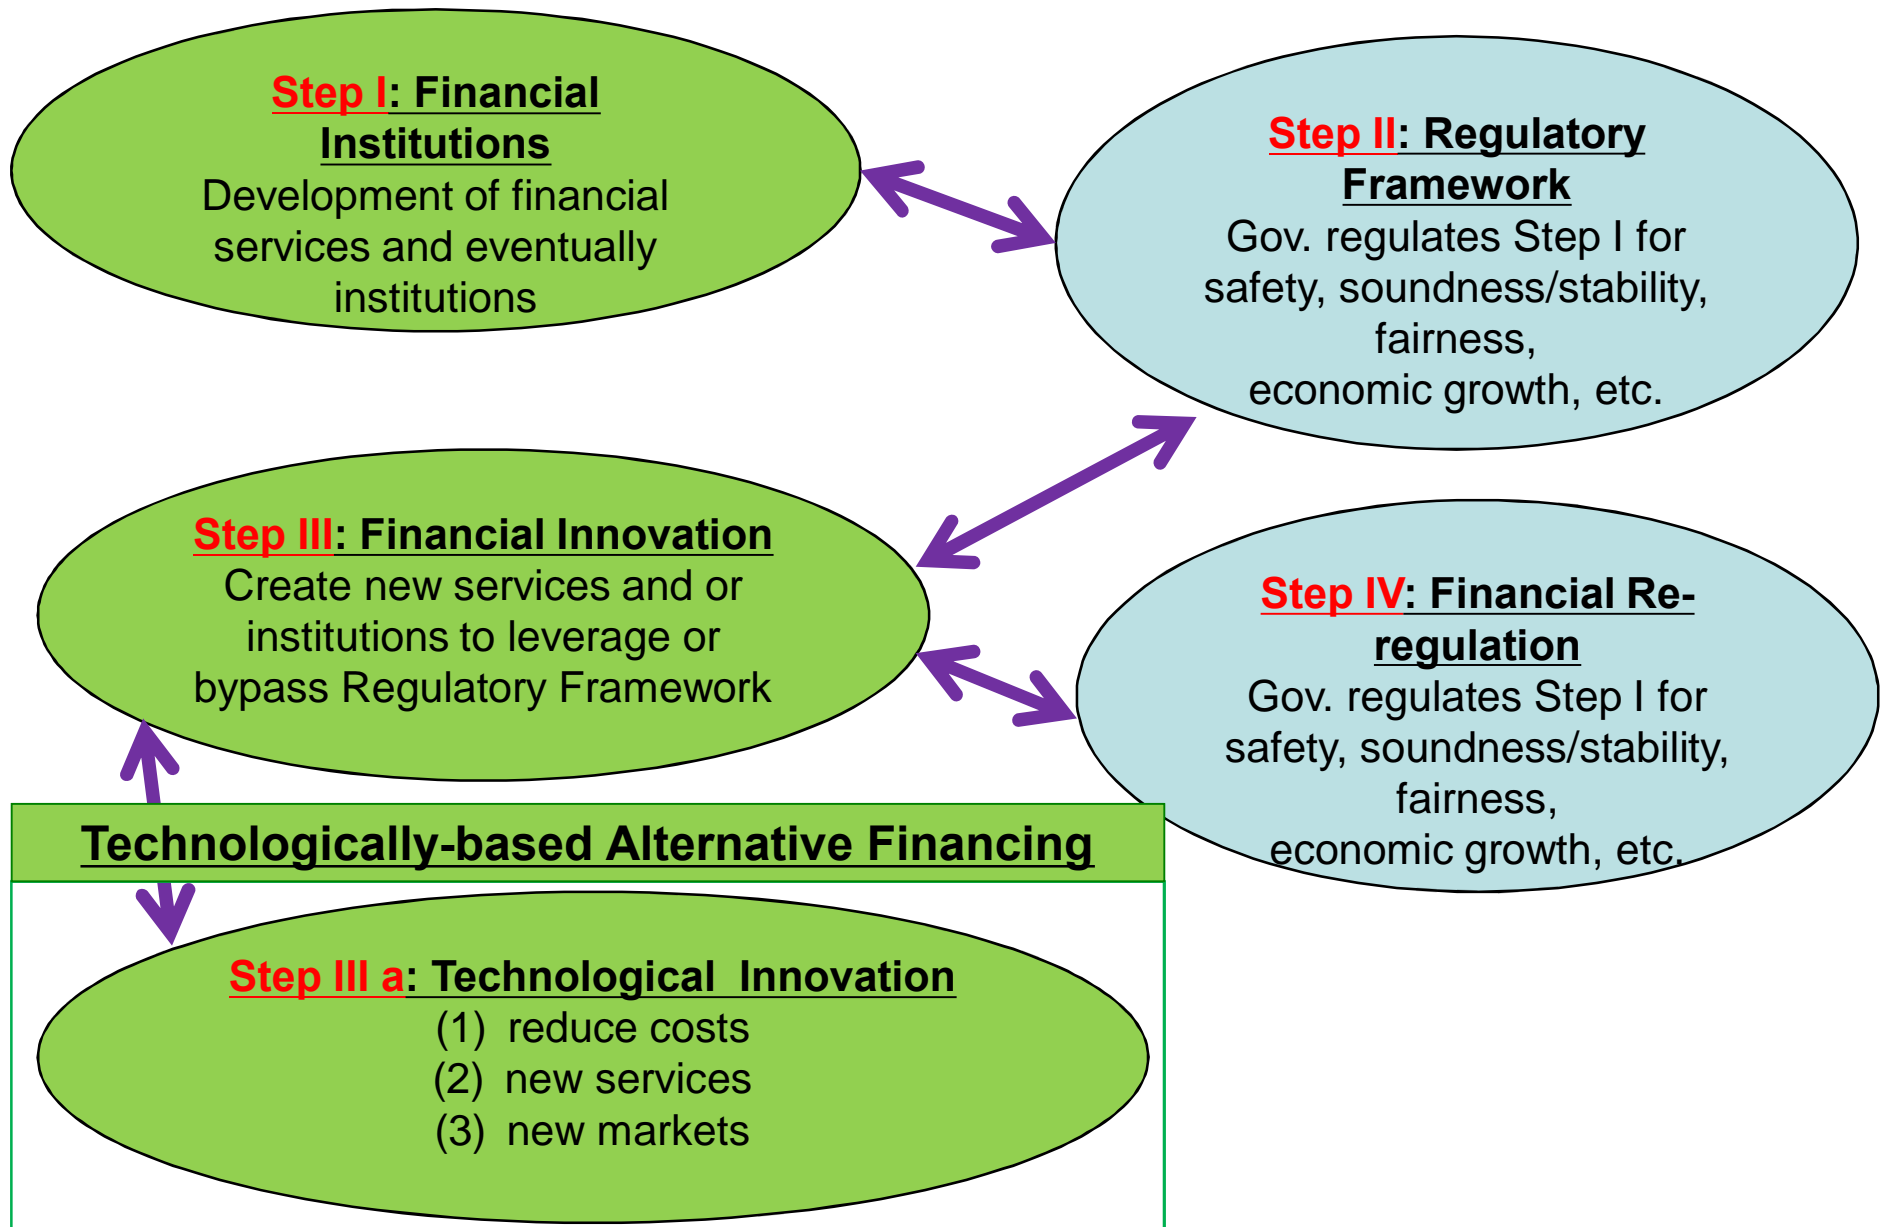 Step I: Financial
Institutions
Development of financial
services and eventually
institutions
Step II: Regulatory
Framework
Gov. regulates Step I for
safety, soundness/stability,
fairness,
economic growth, etc.
Step III: Financial Innovation
Create new services and or
institutions to leverage or
bypass Regulatory Framework
Step IV: Financial Re-
regulation
Gov. regulates Step I for
safety, soundness/stability,
fairness,
economic growth, etc.
Technologically-based Alternative Financing
Step III a: Technological Innovation
(1) reduce costs
(2) new services
(3) new markets